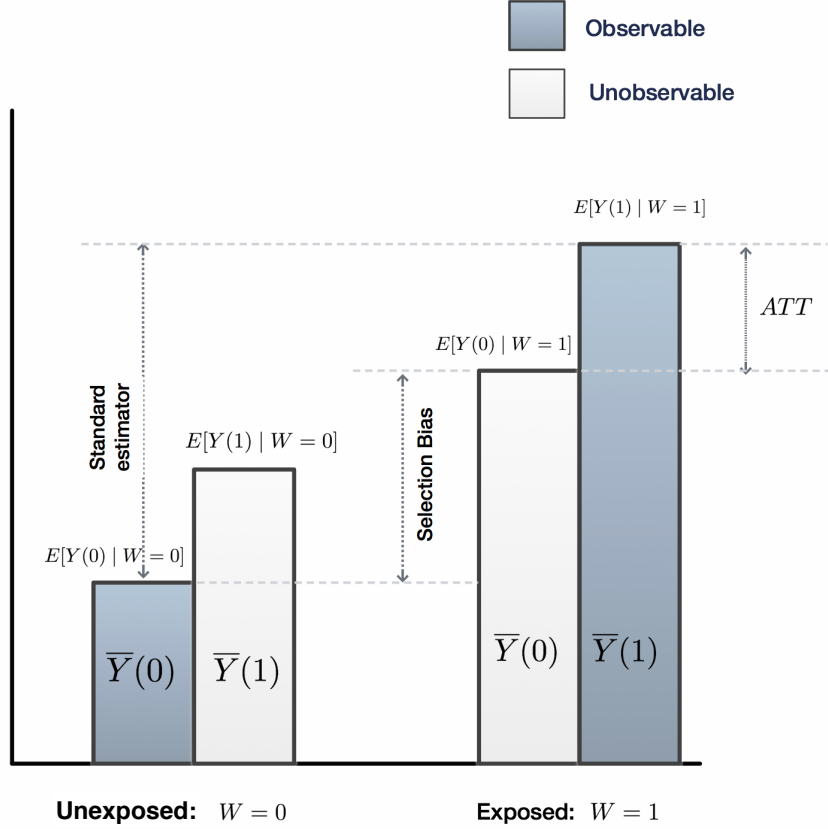 Observable
Unobservable
E[Y(1) | W = 1]
ATT
E[Y(0) | W = 1]
Standard
estimator
Selection Bias
E[Y(1) | W = 0]
E[Y(0) | W = 0]
Y̅(0)
Y̅(1)
Y̅(0)
Y̅(1)
Unexposed: W = 0
Exposed: W = 1